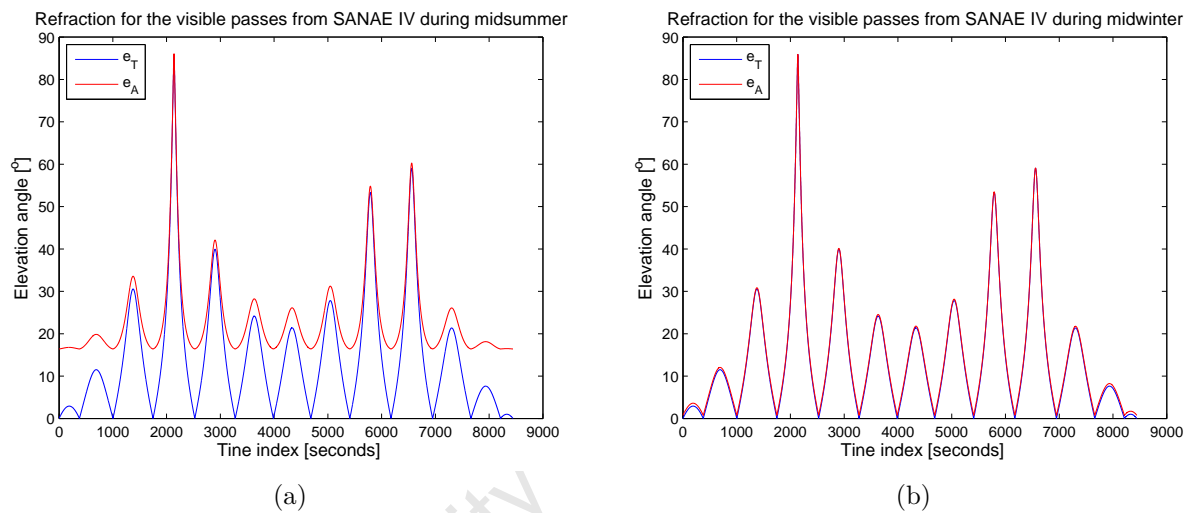 Refraction for the visible passes from SANAE IV during midsummer
90
80
70
60
50
40
30
20
10
0
Elevation angle [º]
e_T
e_A
0 1000 2000 3000 4000 5000 6000 7000 8000 9000
Tine index [seconds]
(a)
Refraction for the visible passes from SANAE IV during midwinter
90
80
70
60
50
40
30
20
10
0
Elevation angle [º]
e_T
e_A
0 1000 2000 3000 4000 5000 6000 7000 8000 9000
Tine index [seconds]
(b)
sity